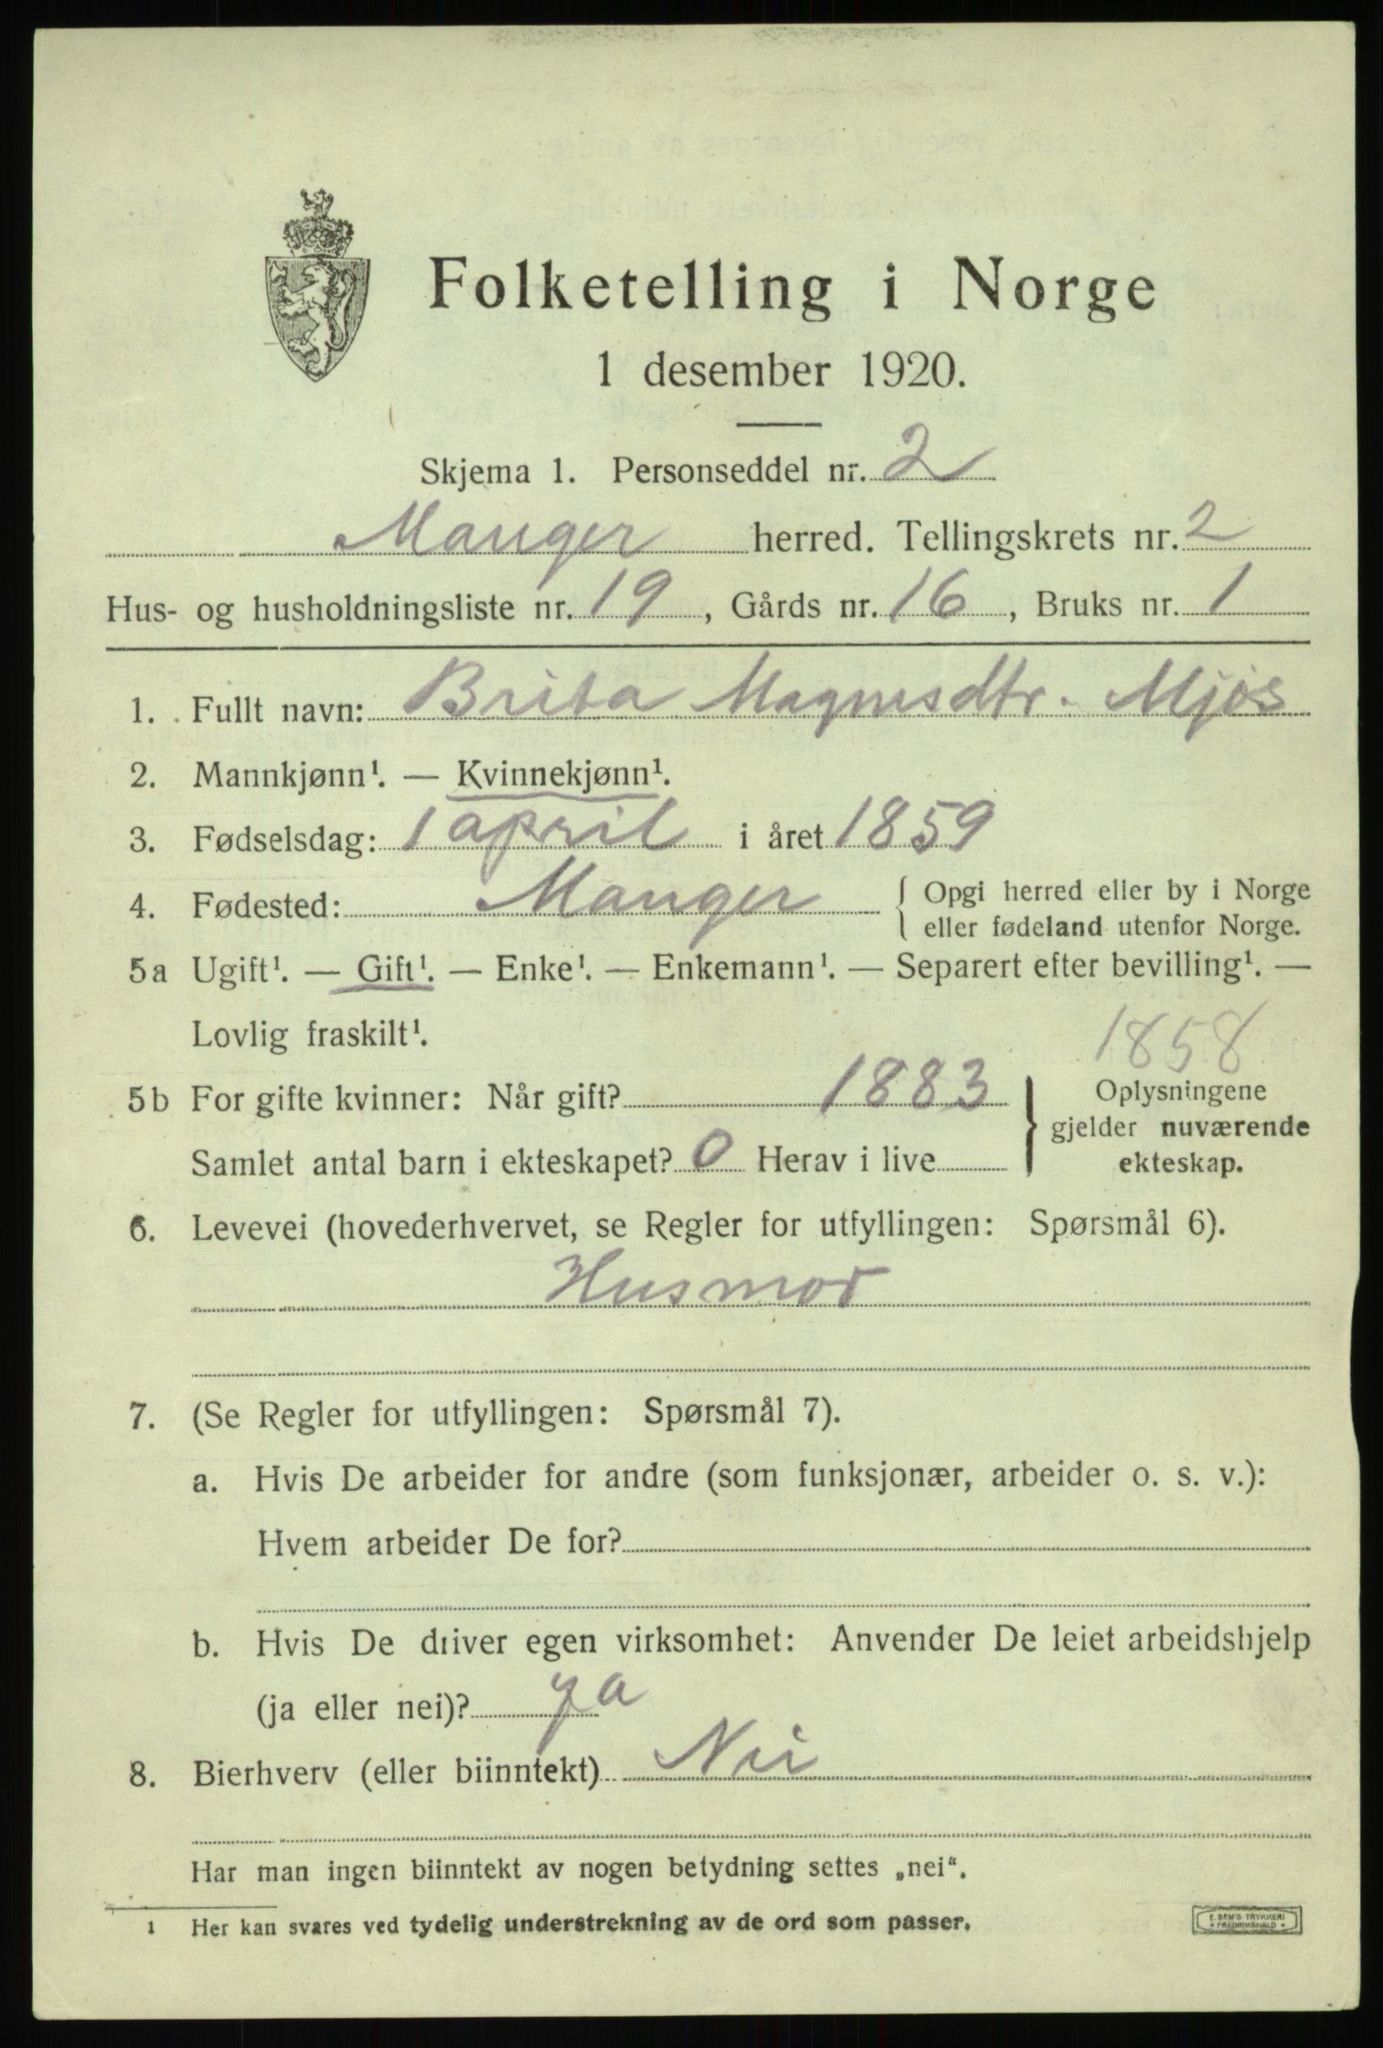 Folketelling i Norge
1 desember 1920.
Skjema 1. Personseddel nr. 2
Manger herred. Tellingskrets nr. 2
Hus- og husholdningsliste nr. 19, Gårds nr. 16, Bruks nr. 1
1. Fullt navn: Brita Magnusdtr. Mjøs
2. Mannkjønn¹. — Kvinnekjønn¹.
3. Fødselsdag: 1 april i året 1859
4. Fødested: Manger { Opgi herred eller by i Norge
eller fødeland utenfor Norge.
5a Ugift¹. — Gift¹. — Enke¹. — Enkemann¹. — Separert efter bevilling¹. —
Lovlig fraskilt¹.
1858
5b For gifte kvinner: Når gift? 1883 } Oplysningene
gjelder nuværende
Samlet antal barn i ekteskapet? 0 Herav i live ekteskap.
6. Levevei (hovederhvervet, se Regler for utfyllingen: Spørsmål 6).
Husmor
7. (Se Regler for utfyllingen: Spørsmål 7).
a. Hvis De arbeider for andre (som funksjonær, arbeider o. s. v.):
Hvem arbeider De for?
b. Hvis De driver egen virksomhet: Anvender De leiet arbeidshjelp
(ja eller nei)? ja
8. Bierhverv (eller biinntekt) Nei
Har man ingen biinntekt av nogen betydning settes „nei“.
1 Her kan svares ved tydelig understrekning av de ord som passer.
E. SEM'S TRYKKERI
• FREDRIKSHALD •